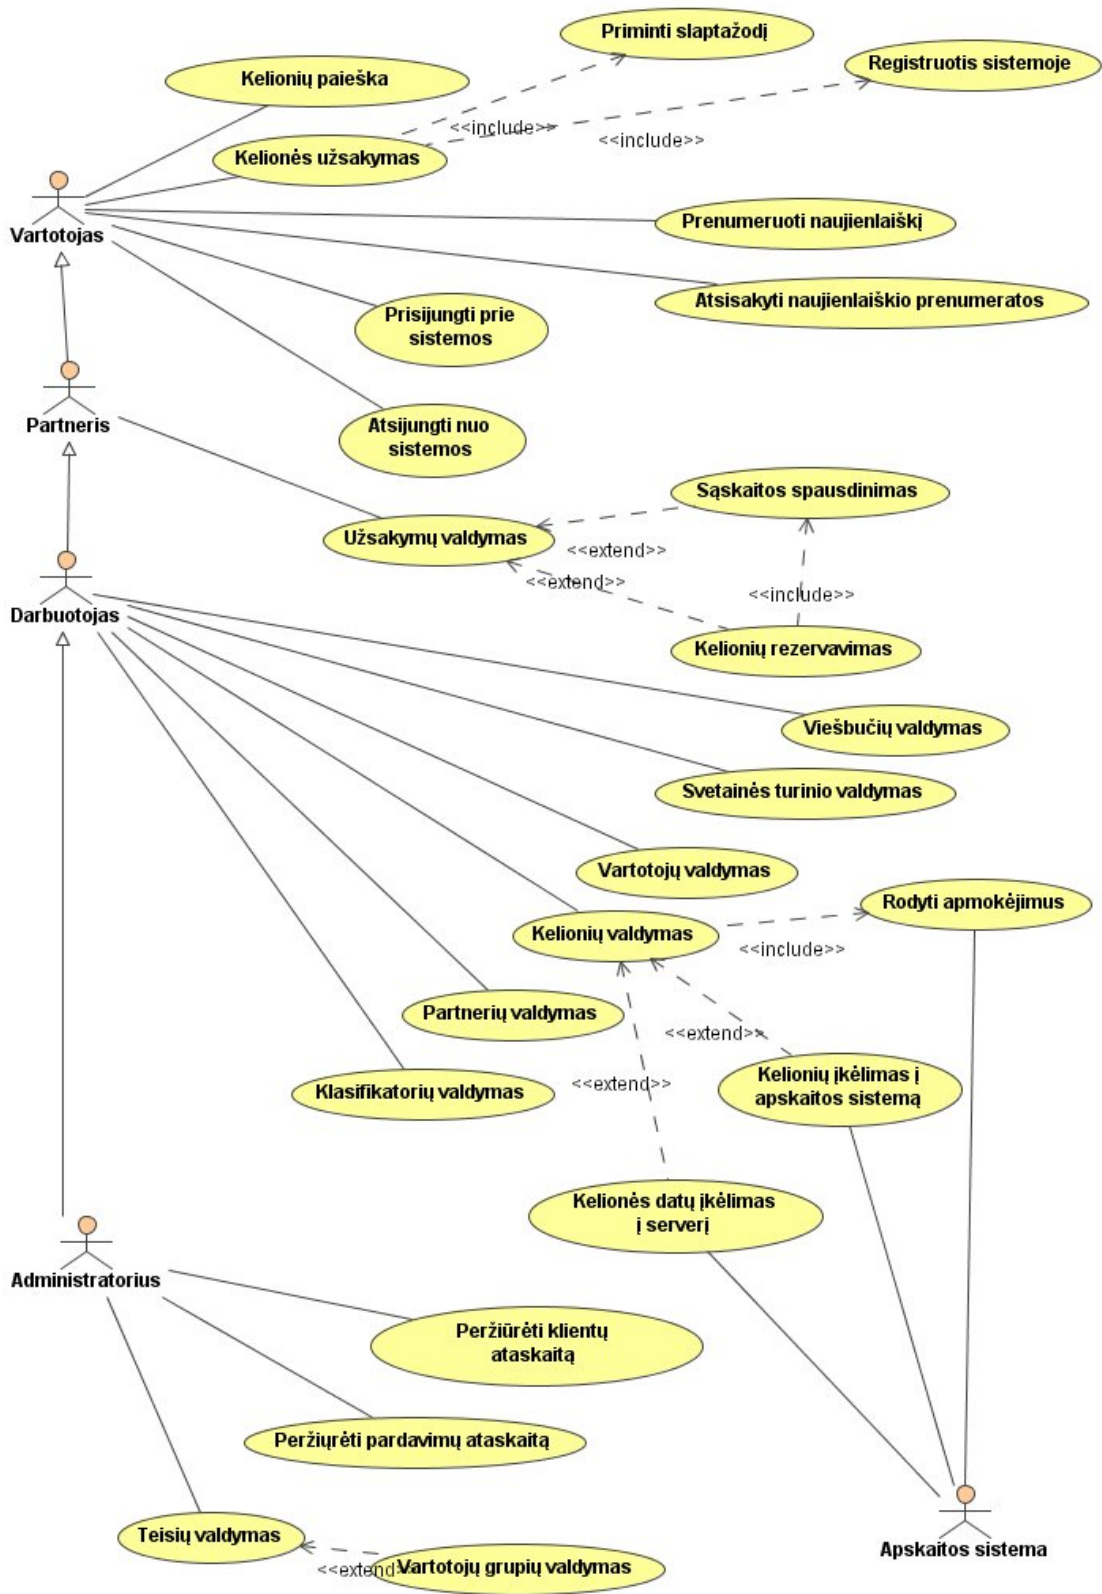 Priminti slaptažodį
Registruotis sistemoje
Kelionių paieška
<<include>>
<<include>>
Kelionės užsakymas
Vartotojas
Prenumeruoti naujienlaiškį
Atsisakyti naujienlaiškio prenumeratos
Prisijungti prie
sistemos
Partneris
Atsijungti nuo
sistemos
Sąskaitos spausdinimas
Užsakymų valdymas
<<extend>>
<<extend>>
<<include>>
Darbuotojas
Kelionių rezervavimas
Viešbučių valdymas
Svetainės turinio valdymas
Vartotojų valdymas
Rodyti apmokėjimus
Kelionių valdymas
<<include>>
Partnerių valdymas
<<extend>>
Kelionių įkėlimas į
apskaitos sistemą
<<extend>>
Klasifikatorių valdymas
Kelionės datų įkėlimas
į serverį
Administratorius
Peržiūrėti klientų
ataskaitą
Peržiųrėti pardavimų ataskaitą
Teisių valdymas
Apskaitos sistema
<<extend>>
Vartotojų grupių valdymas